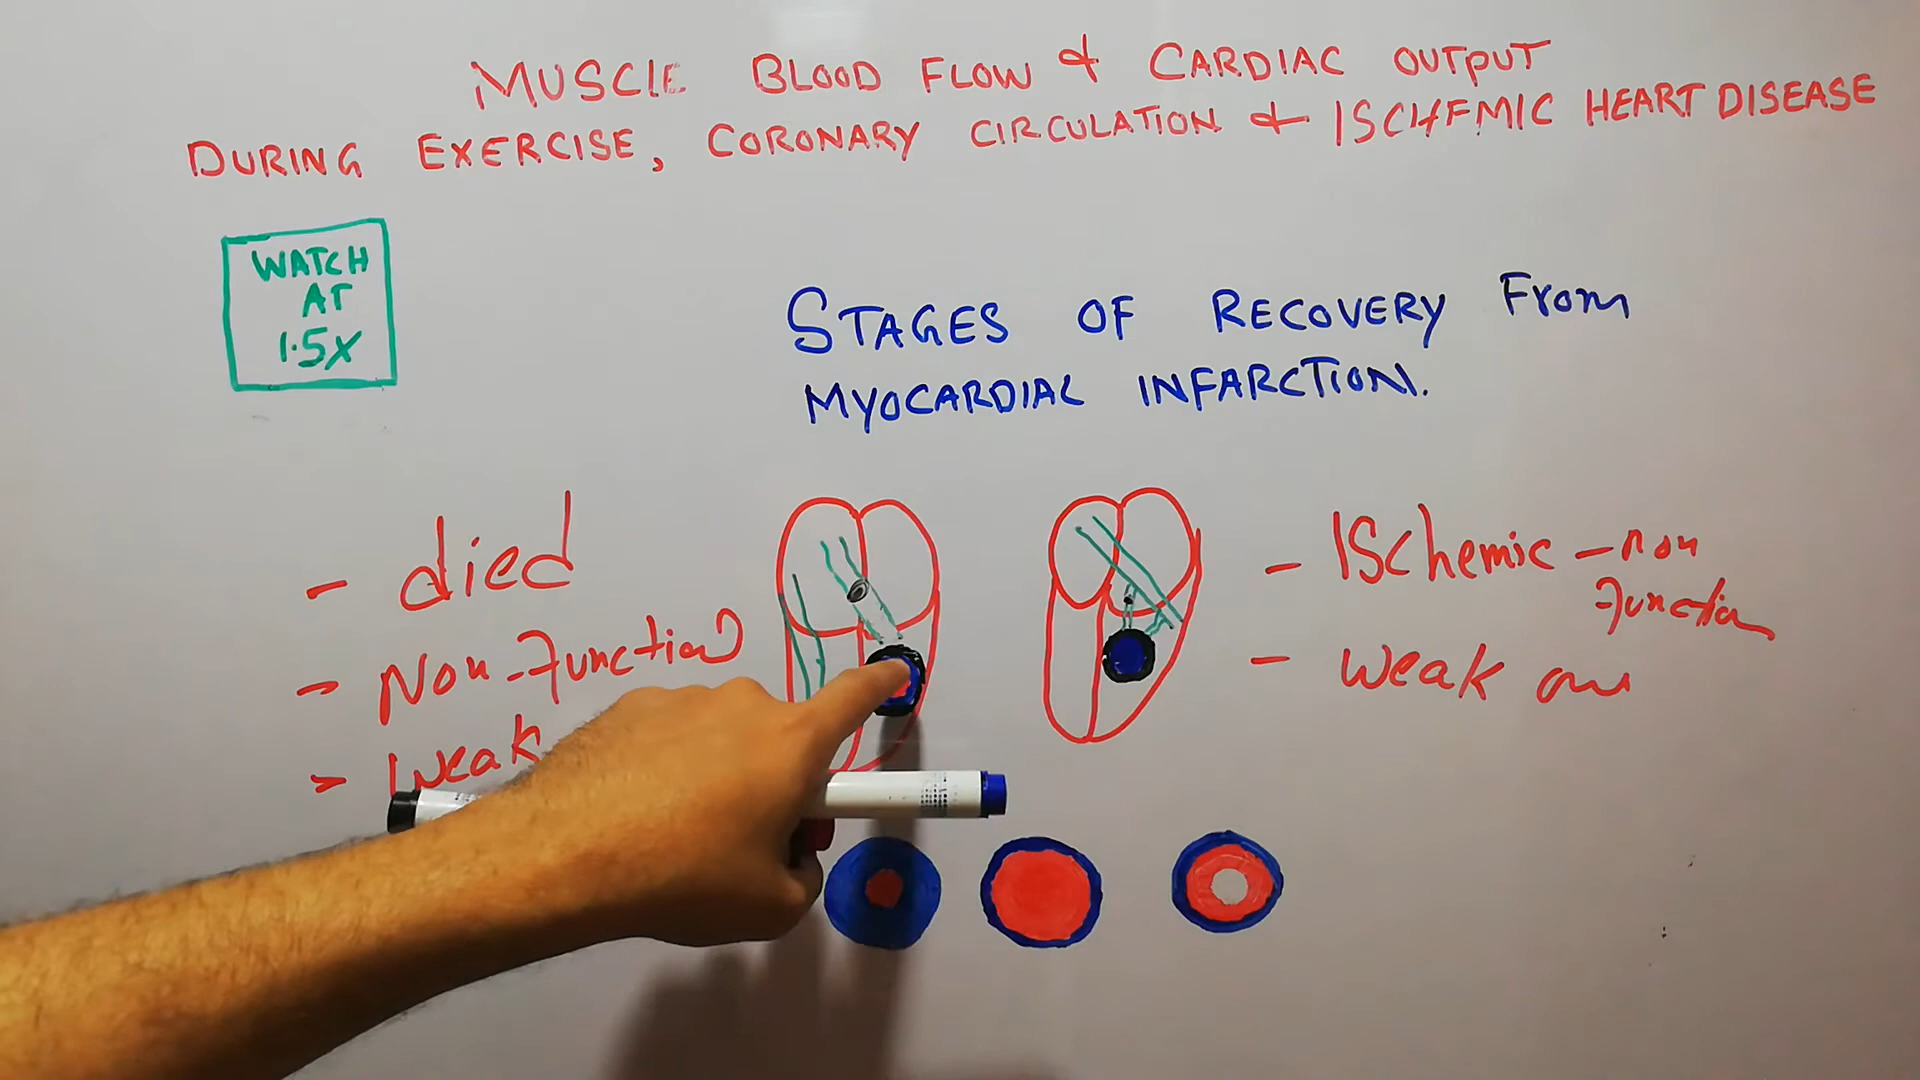 MUSCLE BLOOD FLOW & CARDIAC OUTPUT
DURING EXERCISE, CORONARY CIRCULATION & ISCHEMIC HEART DISEASE
WATCH
AT
1.5X
STAGES OF RECOVERY From
MYOCARDIAL INFARCTION.
- died
- Non-Functional
- Weak
- ISchemic - non
Function
- Weak